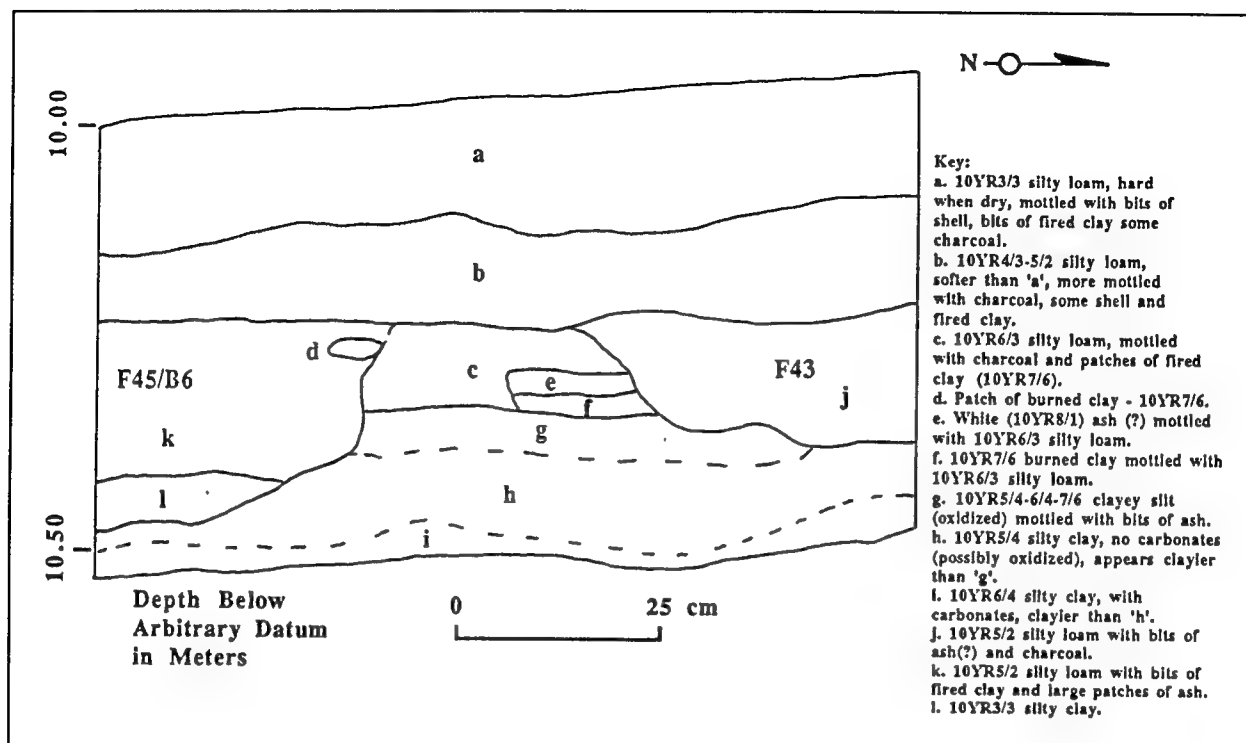 N
10.00
a
b
d
c
e
f
F45/B6
F43
j
k
g
l
h
i
10.50
Depth Below
Arbitrary Datum
in Meters
0 25 cm
Key:
a. 10YR3/3 silty loam, hard
when dry, mottled with bits of
shell, bits of fired clay some
charcoal.
b. 10YR4/3-5/2 silty loam,
softer than 'a', more mottled
with charcoal, some shell and
fired clay.
c. 10YR6/3 silty loam, mottled
with charcoal and patches of fired
clay (10YR7/6).
d. Patch of burned clay - 10YR7/6.
e. White (10YR8/1) ash (?) mottled
with 10YR6/3 silty loam.
f. 10YR7/6 burned clay mottled with
10YR6/3 silty loam.
g. 10YR5/4-6/4-7/6 clayey silt
(oxidized) mottled with bits of ash.
h. 10YR5/4 silty clay, no carbonates
(possibly oxidized), appears clayier
than 'g'.
i. 10YR6/4 silty clay, with
carbonates, clayier than 'h'.
j. 10YR5/2 silty loam with bits of
ash(?) and charcoal.
k. 10YR5/2 silty loam with bits of
fired clay and large patches of ash.
l. 10YR3/3 silty clay.